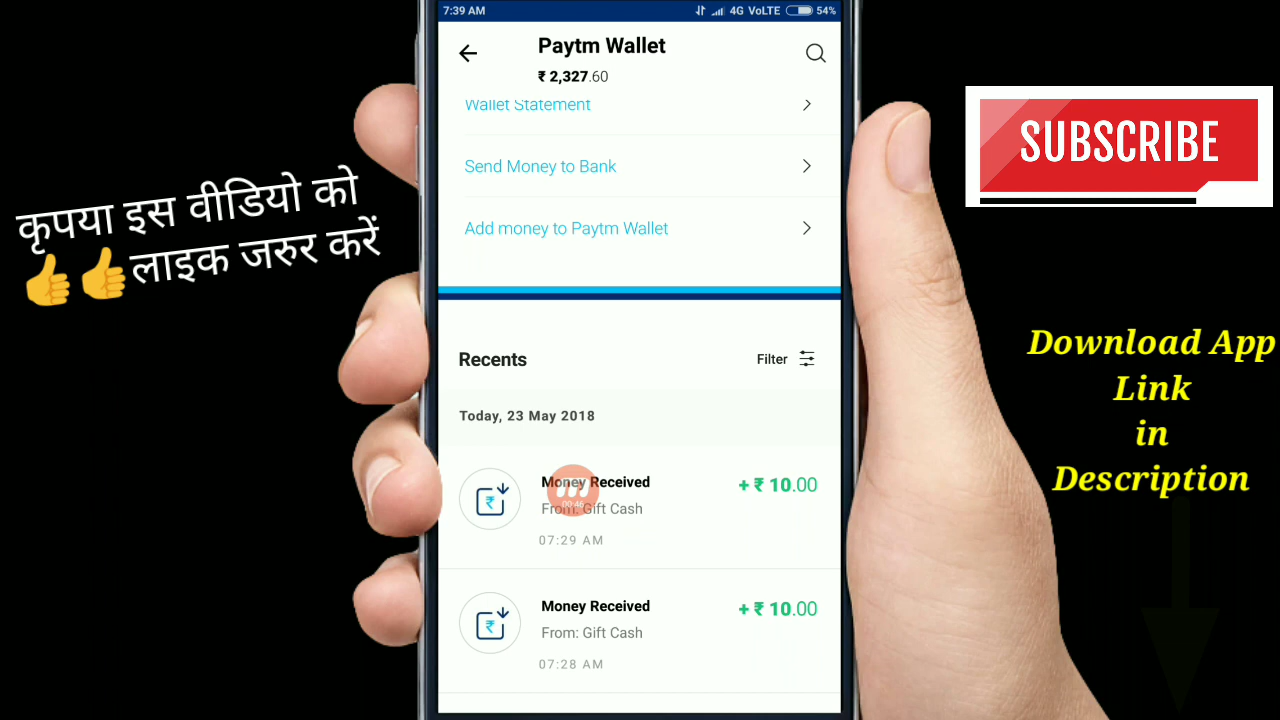 7:39 AM
4G VoLTE 54%
Paytm Wallet
₹ 2,327.60
Wallet Statement
Send Money to Bank
Add money to Paytm Wallet
Recents
Filter
Today, 23 May 2018
Money Received
+ ₹ 10.00
From: Gift Cash
07:29 AM
00:46
Money Received
+ ₹ 10.00
From: Gift Cash
07:28 AM
कृपया इस वीडियो को
👍👍लाइक जरुर करें
SUBSCRIBE
Download App
Link
in
Description